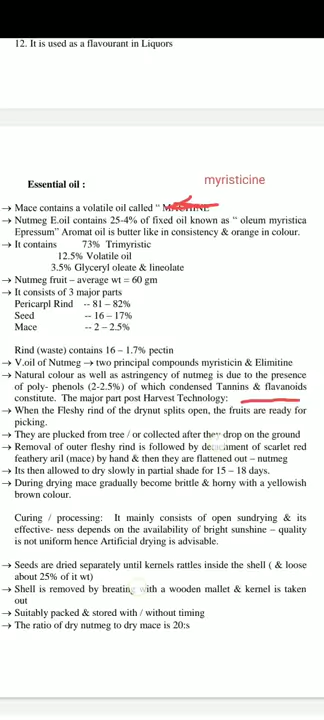 12. It is used as a flavourant in Liquors
myristicine
Essential oil :
→ Mace contains a volatile oil called “ MACHINE
→ Nutmeg E.oil contains 25-4% of fixed oil known as “ oleum myristica
Epressum” Aromat oil is butter like in consistency & orange in colour.
→ It contains 73% Trimyristic
12.5% Volatile oil
3.5% Glyceryl oleate & lineolate
→ Nutmeg fruit – average wt = 60 gm
→ It consists of 3 major parts
Pericarpl Rind -- 81 – 82%
Seed -- 16 – 17%
Mace -- 2 – 2.5%
Rind (waste) contains 16 – 1.7% pectin
→ V.oil of Nutmeg → two principal compounds myristicin & Elimitine
→ Natural colour as well as astringency of nutmeg is due to the presence
of poly- phenols (2-2.5%) of which condensed Tannins & flavanoids
constitute. The major part post Harvest Technology:
→ When the Fleshy rind of the drynut splits open, the fruits are ready for
picking.
→ They are plucked from tree / or collected after they drop on the ground
→ Removal of outer fleshy rind is followed by detachment of scarlet red
feathery aril (mace) by hand & then they are flattened out – nutmeg
→ Its then allowed to dry slowly in partial shade for 15 – 18 days.
→ During drying mace gradually become brittle & horny with a yellowish
brown colour.
Curing / processing: It mainly consists of open sundrying & its
effective- ness depends on the availability of bright sunshine – quality
is not uniform hence Artificial drying is advisable.
→ Seeds are dried separately until kernels rattles inside the shell ( & loose
about 25% of it wt)
→ Shell is removed by breating with a wooden mallet & kernel is taken
out
→ Suitably packed & stored with / without timing
→ The ratio of dry nutmeg to dry mace is 20:s